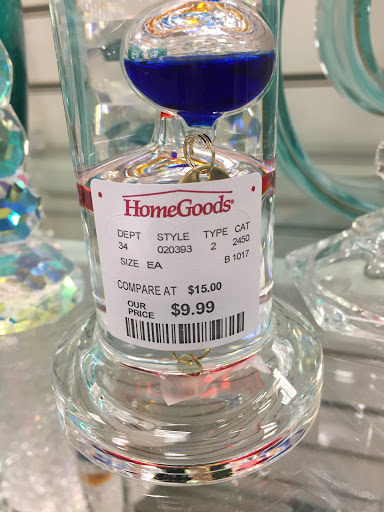 HomeGoods®
DEPT STYLE TYPE CAT
34 020393 2 2450
SIZE EA B 1017
COMPARE AT $15.00
OUR PRICE $9.99